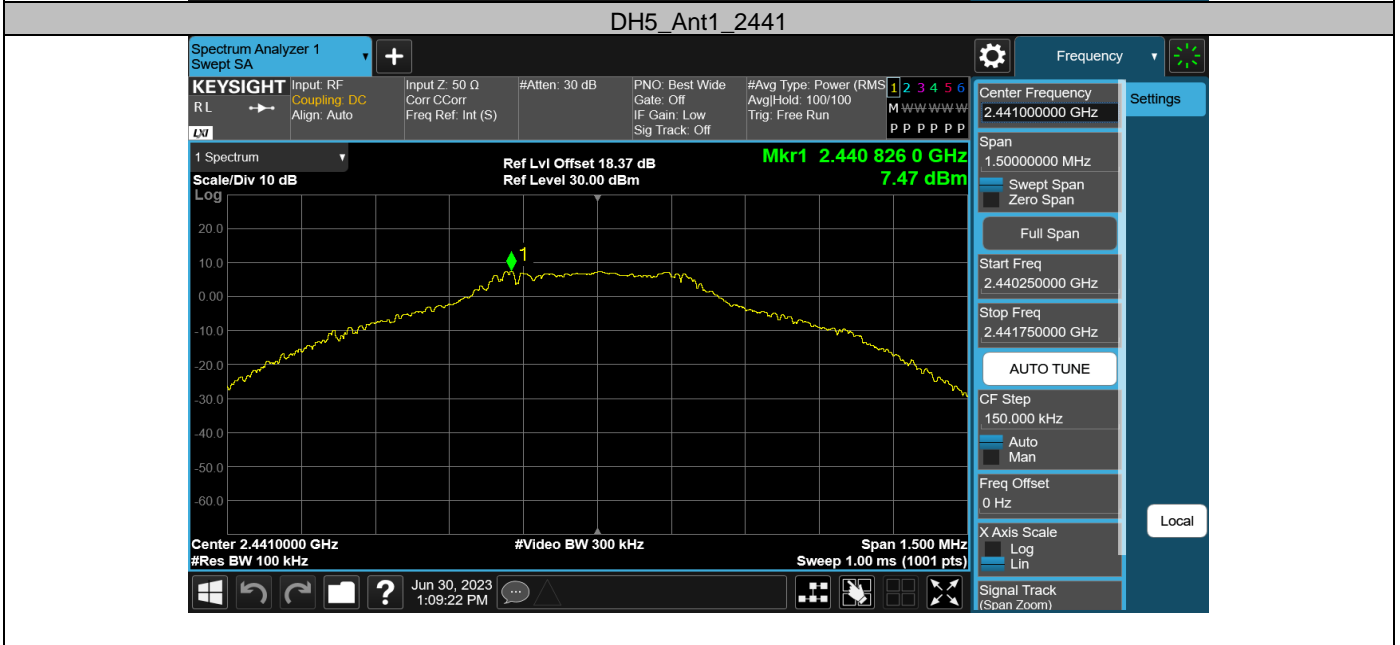 DH5_Ant1_2441
Spectrum Analyzer 1
Swept SA
+
Frequency
KEYSIGHT
RL
LXI
Input: RF
Coupling: DC
Align: Auto
Input Z: 50 Ω
Corr CCorr
Freq Ref: Int (S)
#Atten: 30 dB
PNO: Best Wide
Gate: Off
IF Gain: Low
Sig Track: Off
#Avg Type: Power (RMS
Avg|Hold: 100/100
Trig: Free Run
1 2 3 4 5 6
M W W W W W
P P P P P P
1 Spectrum
Scale/Div 10 dB
Log
Ref Lvl Offset 18.37 dB
Ref Level 30.00 dBm
Mkr1 2.440 826 0 GHz
7.47 dBm
1
20.0
10.0
0.00
-10.0
-20.0
-30.0
-40.0
-50.0
-60.0
Center 2.4410000 GHz
#Res BW 100 kHz
#Video BW 300 kHz
Span 1.500 MHz
Sweep 1.00 ms (1001 pts)
Center Frequency
2.441000000 GHz
Settings
Span
1.50000000 MHz
Swept Span
Zero Span
Full Span
Start Freq
2.440250000 GHz
Stop Freq
2.441750000 GHz
AUTO TUNE
CF Step
150.000 kHz
Auto
Man
Freq Offset
0 Hz
X Axis Scale
Log
Lin
Signal Track
(Span Zoom)
Local
?
Jun 30, 2023
1:09:22 PM